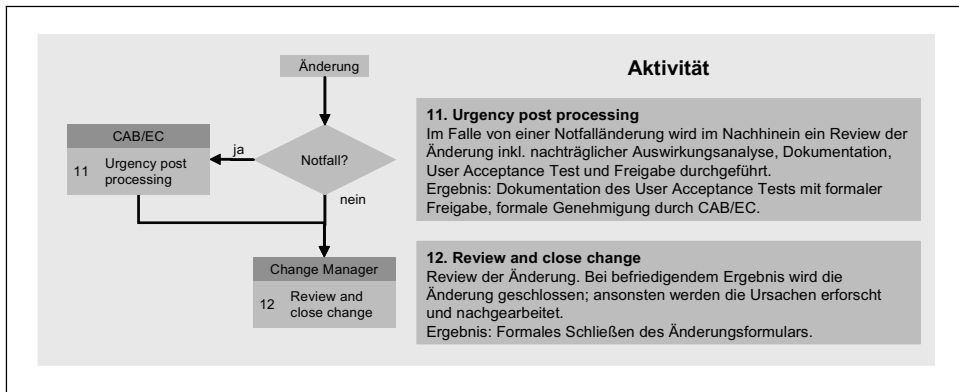 Änderung
CAB/EC
11 Urgency post
processing
ja
Notfall?
nein
Change Manager
12 Review and
close change
Aktivität
11. Urgency post processing
Im Falle von einer Notfalländerung wird im Nachhinein ein Review der
Änderung inkl. nachträglicher Auswirkungsanalyse, Dokumentation,
User Acceptance Test und Freigabe durchgeführt.
Ergebnis: Dokumentation des User Acceptance Tests mit formaler
Freigabe, formale Genehmigung durch CAB/EC.
12. Review and close change
Review der Änderung. Bei befriedigendem Ergebnis wird die
Änderung geschlossen; ansonsten werden die Ursachen erforscht
und nachgearbeitet.
Ergebnis: Formales Schließen des Änderungsformulars.